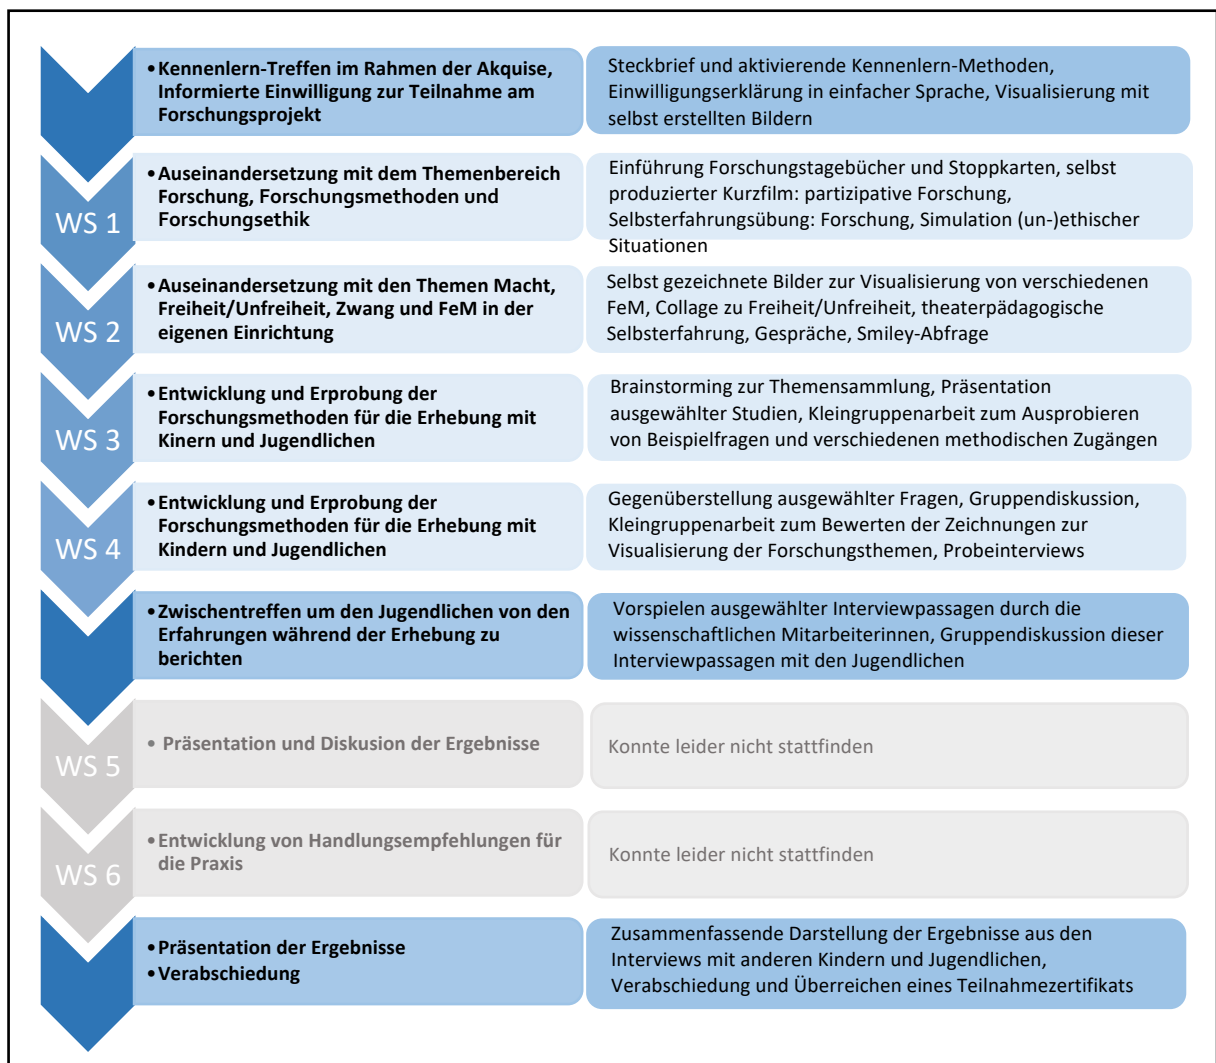 •Kennenlern-Treffen im Rahmen der Akquise,
Informierte Einwilligung zur Teilnahme am
Forschungsprojekt
Steckbrief und aktivierende Kennenlern-Methoden,
Einwilligungserklärung in einfacher Sprache, Visualisierung mit
selbst erstellten Bildern
WS 1
•Auseinandersetzung mit dem Themenbereich
Forschung, Forschungsmethoden und
Forschungsethik
Einführung Forschungstagebücher und Stoppkarten, selbst
produzierter Kurzfilm: partizipative Forschung,
Selbsterfahrungsübung: Forschung, Simulation (un-)ethischer
Situationen
WS 2
•Auseinandersetzung mit den Themen Macht,
Freiheit/Unfreiheit, Zwang und FeM in der
eigenen Einrichtung
Selbst gezeichnete Bilder zur Visualisierung von verschiedenen
FeM, Collage zu Freiheit/Unfreiheit, theaterpädagogische
Selbsterfahrung, Gespräche, Smiley-Abfrage
WS 3
•Entwicklung und Erprobung der
Forschungsmethoden für die Erhebung mit
Kinern und Jugendlichen
Brainstorming zur Themensammlung, Präsentation
ausgewählter Studien, Kleingruppenarbeit zum Ausprobieren
von Beispielfragen und verschiedenen methodischen Zugängen
WS 4
•Entwicklung und Erprobung der
Forschungsmethoden für die Erhebung mit
Kindern und Jugendlichen
Gegenüberstellung ausgewählter Fragen, Gruppendiskussion,
Kleingruppenarbeit zum Bewerten der Zeichnungen zur
Visualisierung der Forschungsthemen, Probeinterviews
•Zwischentreffen um den Jugendlichen von den
Erfahrungen während der Erhebung zu
berichten
Vorspielen ausgewählter Interviewpassagen durch die
wissenschaftlichen Mitarbeiterinnen, Gruppendiskussion dieser
Interviewpassagen mit den Jugendlichen
WS 5
• Präsentation und Diskusion der Ergebnisse
Konnte leider nicht stattfinden
WS 6
•Entwicklung von Handlungsempfehlungen für
die Praxis
Konnte leider nicht stattfinden
•Präsentation der Ergebnisse
•Verabschiedung
Zusammenfassende Darstellung der Ergebnisse aus den
Interviews mit anderen Kindern und Jugendlichen,
Verabschiedung und Überreichen eines Teilnahmezertifikats